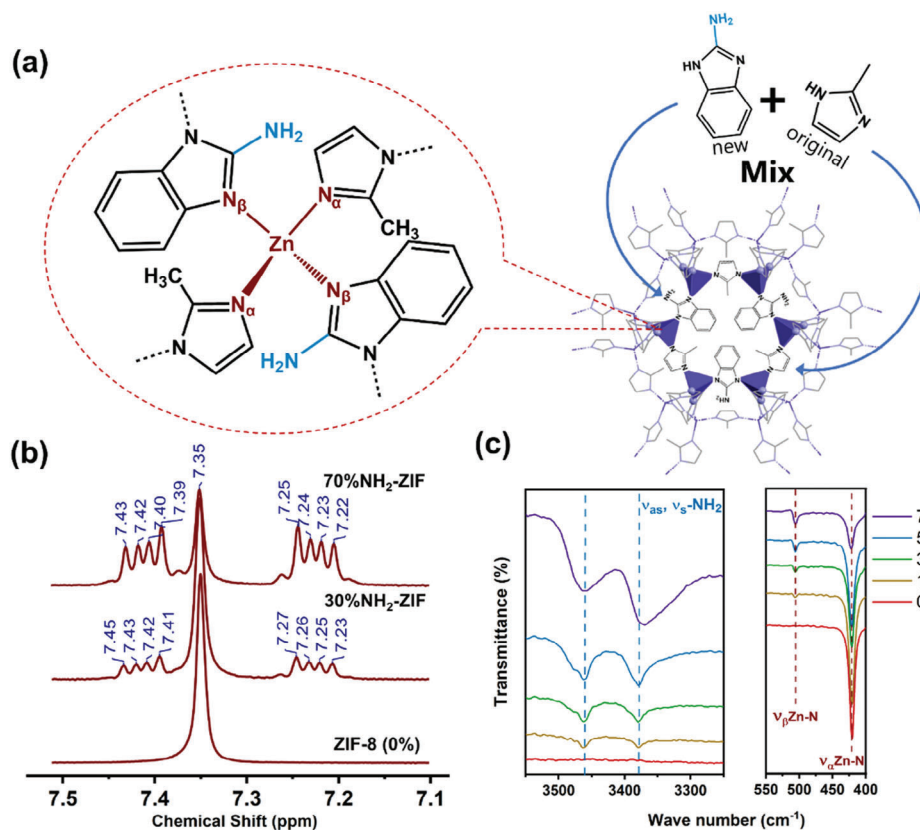 (a)
NH₂
HN
N
new
+
HN
N
original
Mix
N
NH₂
Nβ
N
Nα
CH₃
Zn
H₃C
Nα
N
Nβ
H₂N
N
(b)
7.43
7.42
7.40
7.39
7.35
7.25
7.24
7.23
7.22
70%NH₂-ZIF
7.45
7.43
7.42
7.41
7.27
7.26
7.25
7.23
30%NH₂-ZIF
ZIF-8 (0%)
7.5 7.4 7.3 7.2 7.1
Chemical Shift (ppm)
(c)
νas, νs-NH₂
Transmittance (%)
νβZn-N
ναZn-N
3550 3450 3350 3250
550 500 450 400
Wave number (cm⁻¹)